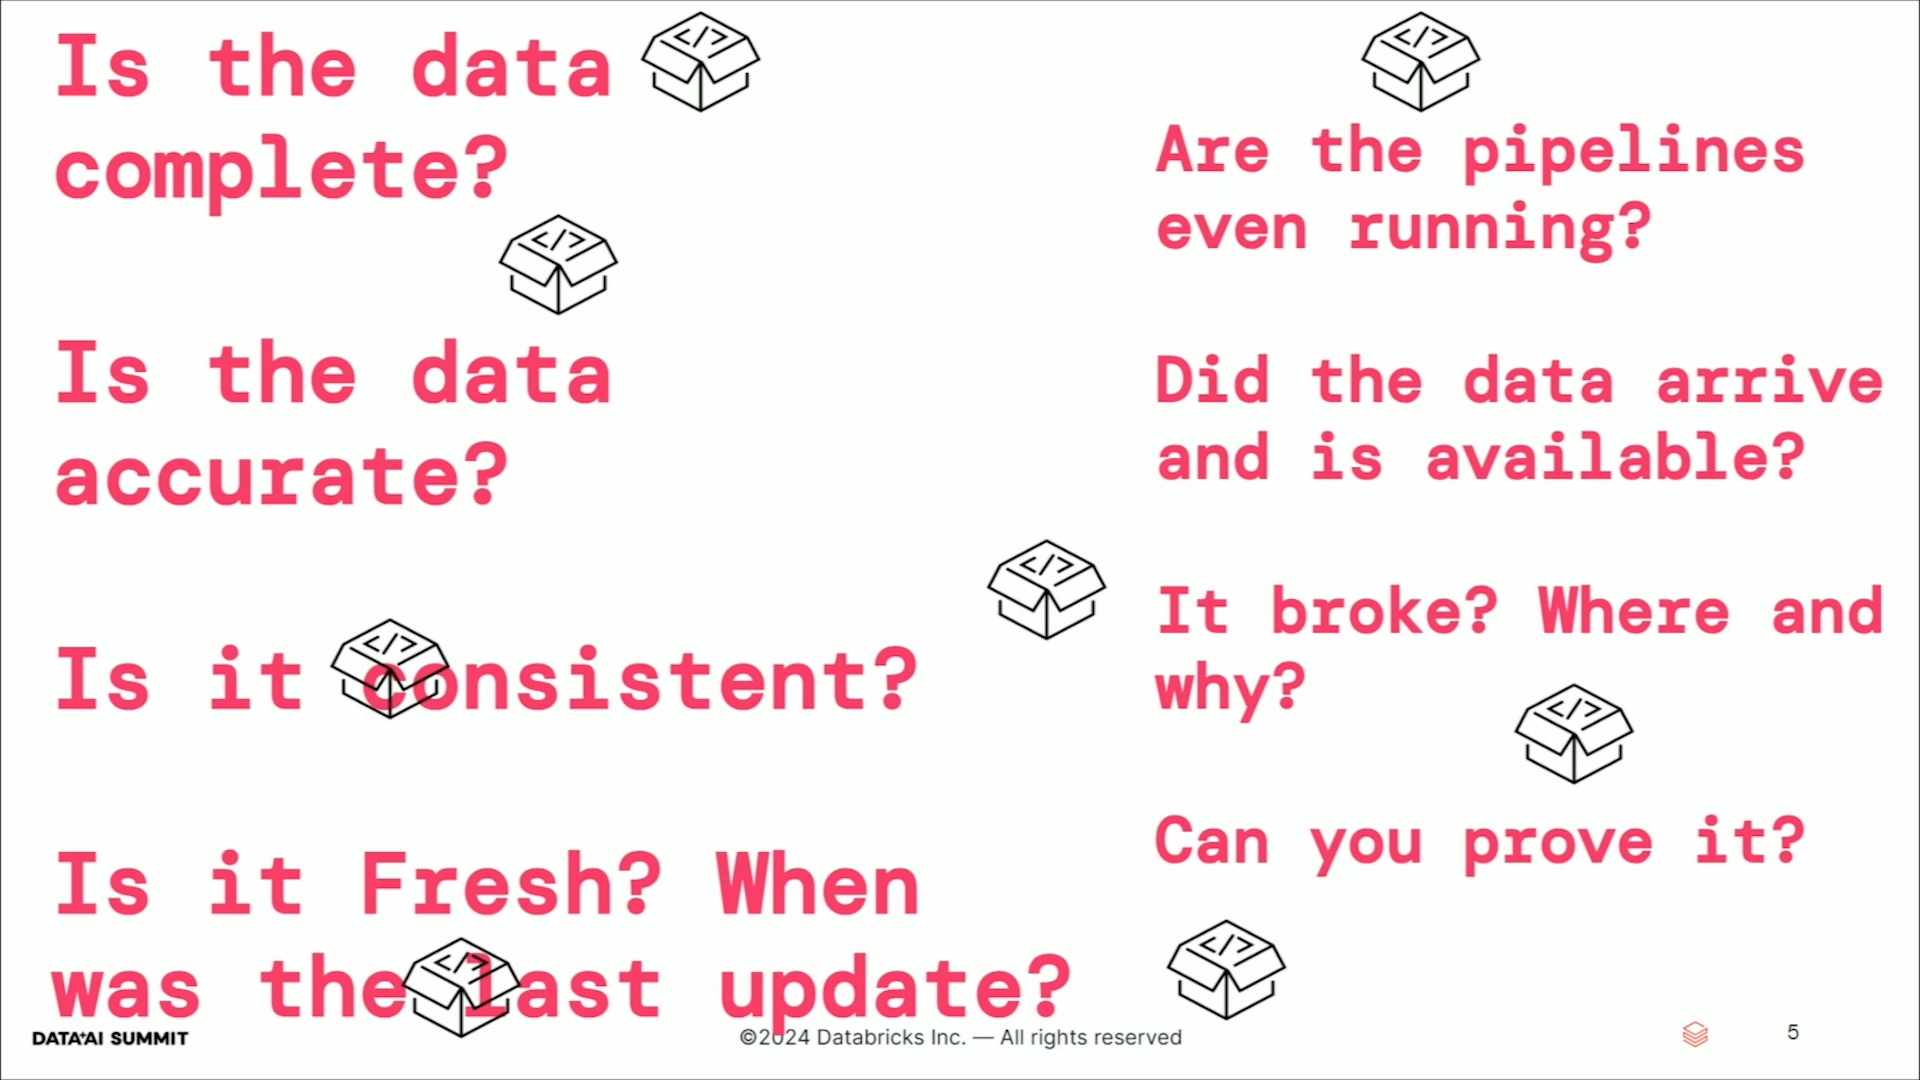 Is the data
complete?
Is the data
accurate?
Is it consistent?
Is it Fresh? When
was the last update?
Are the pipelines
even running?
Did the data arrive
and is available?
It broke? Where and
why?
Can you prove it?
DATA+AI SUMMIT
©2024 Databricks Inc. — All rights reserved
5